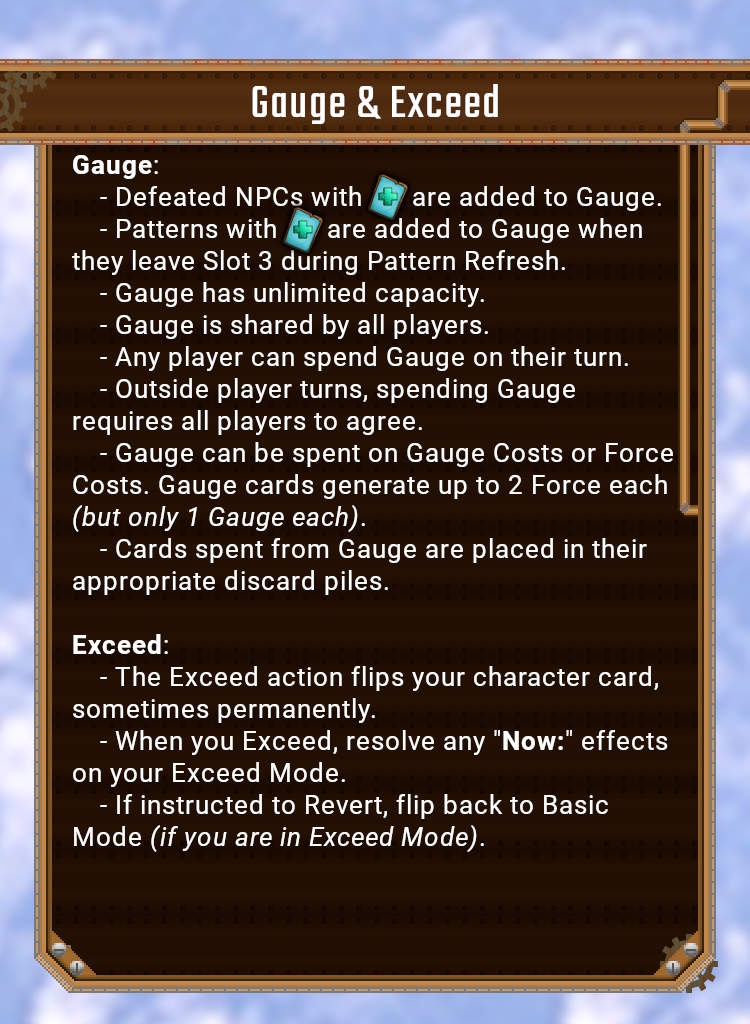 Gauge & Exceed
Gauge:
- Defeated NPCs with are added to Gauge.
- Patterns with are added to Gauge when
they leave Slot 3 during Pattern Refresh.
- Gauge has unlimited capacity.
- Gauge is shared by all players.
- Any player can spend Gauge on their turn.
- Outside player turns, spending Gauge
requires all players to agree.
- Gauge can be spent on Gauge Costs or Force
Costs. Gauge cards generate up to 2 Force each
(but only 1 Gauge each).
- Cards spent from Gauge are placed in their
appropriate discard piles.
Exceed:
- The Exceed action flips your character card,
sometimes permanently.
- When you Exceed, resolve any "Now:" effects
on your Exceed Mode.
- If instructed to Revert, flip back to Basic
Mode (if you are in Exceed Mode).